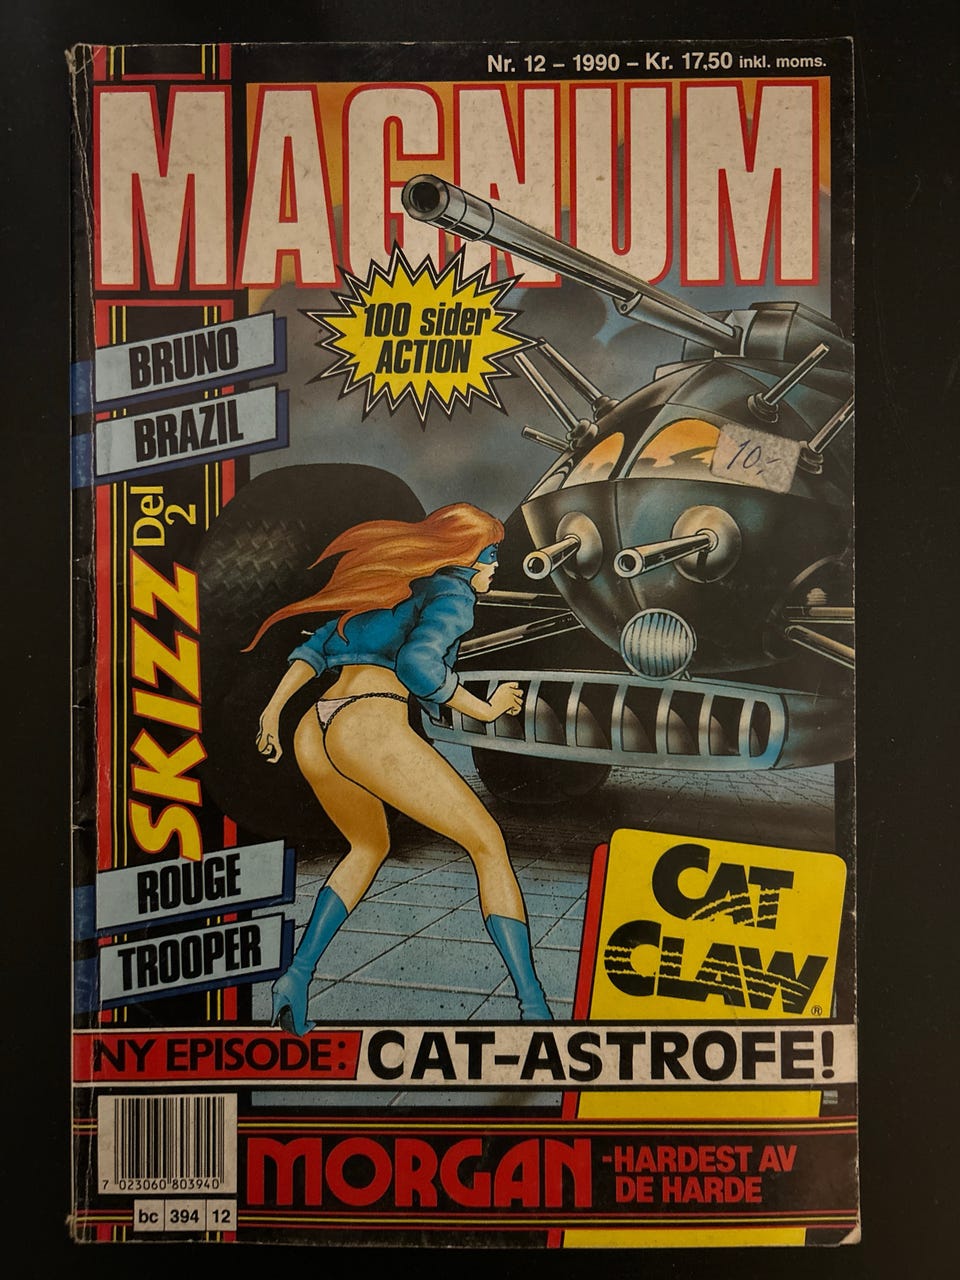 Nr. 12 – 1990 – Kr. 17,50 inkl. moms.
MAGNUM
100 sider
ACTION
BRUNO
BRAZIL
10,-
SKIZZ Del 2
ROUGE
TROOPER
CAT
CLAW®
NY EPISODE: CAT-ASTROFE!
MORGAN
-HARDEST AV
DE HARDE
7 023060 803940
bc 394 12